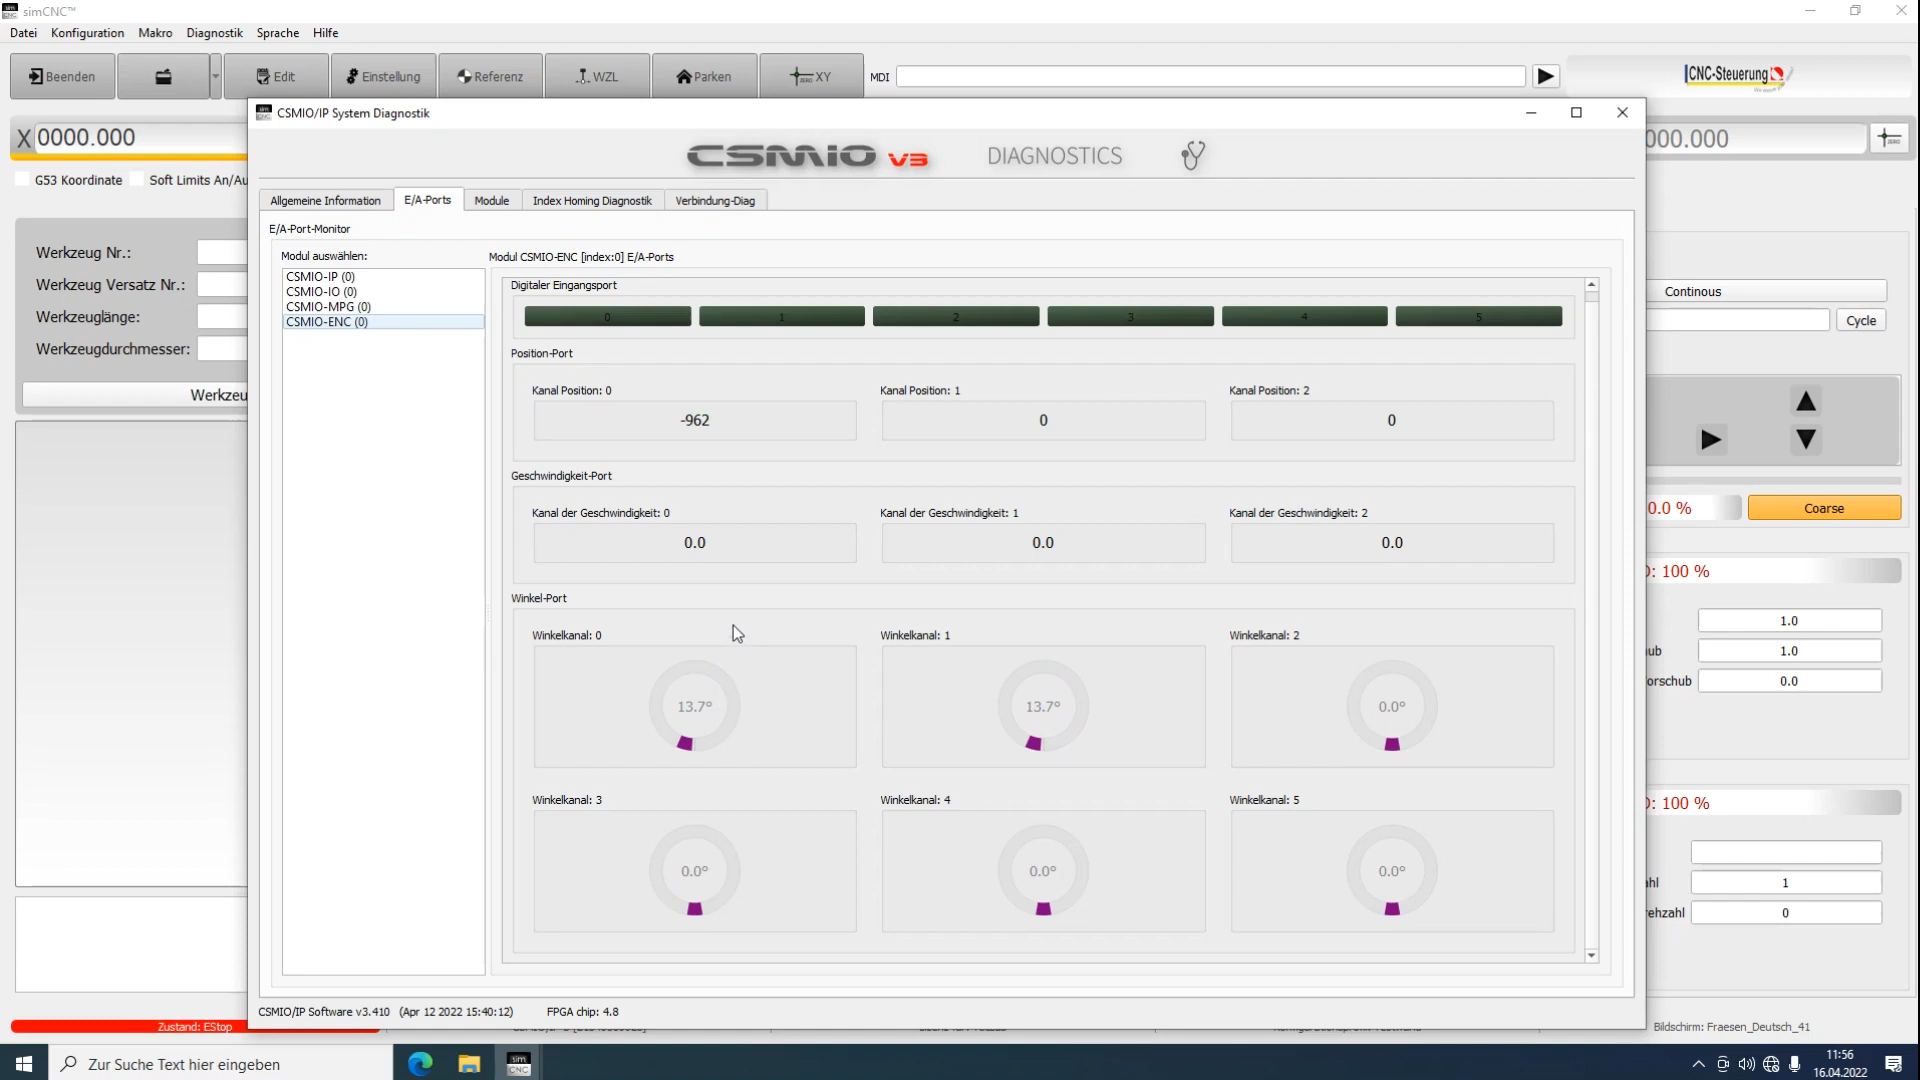 simCNC™
Datei Konfiguration Makro Diagnostik Sprache Hilfe
Beenden Edit Einstellung Referenz WZL Parken XY MDI CNC-Steuerung
CSMIO/IP System Diagnostik
X 0000.000
000.000
CSMIO V3 DIAGNOSTICS
G53 Koordinate Soft Limits An/Au
Allgemeine Information E/A-Ports Module Index Homing Diagnostik Verbindung-Diag
E/A-Port-Monitor
Modul auswählen:
CSMIO-IP (0)
CSMIO-IO (0)
CSMIO-MPG (0)
CSMIO-ENC (0)
Modul CSMIO-ENC [index:0] E/A-Ports
Digitaler Eingangsport
0 1 2 3 4 5
Position-Port
Kanal Position: 0 Kanal Position: 1 Kanal Position: 2
-962 0 0
Geschwindigkeit-Port
Kanal der Geschwindigkeit: 0 Kanal der Geschwindigkeit: 1 Kanal der Geschwindigkeit: 2
0.0 0.0 0.0
Winkel-Port
Winkelkanal: 0 Winkelkanal: 1 Winkelkanal: 2
13.7° 13.7° 0.0°
Winkelkanal: 3 Winkelkanal: 4 Winkelkanal: 5
0.0° 0.0° 0.0°
CSMIO/IP Software v3.410 (Apr 12 2022 15:40:12) FPGA chip: 4.8
Werkzeug Nr.:
Werkzeug Versatz Nr.:
Werkzeuglänge:
Werkzeugdurchmesser:
Werkzeu
Continous
Cycle
0.0 % Coarse
: 100 %
1.0
ub 1.0
orschub 0.0
: 100 %
hl 1
ehzahl 0
Zustand: EStop
Bildschirm: Fraesen_Deutsch_41
Zur Suche Text hier eingeben
sim CNC
11:56
16.04.2022